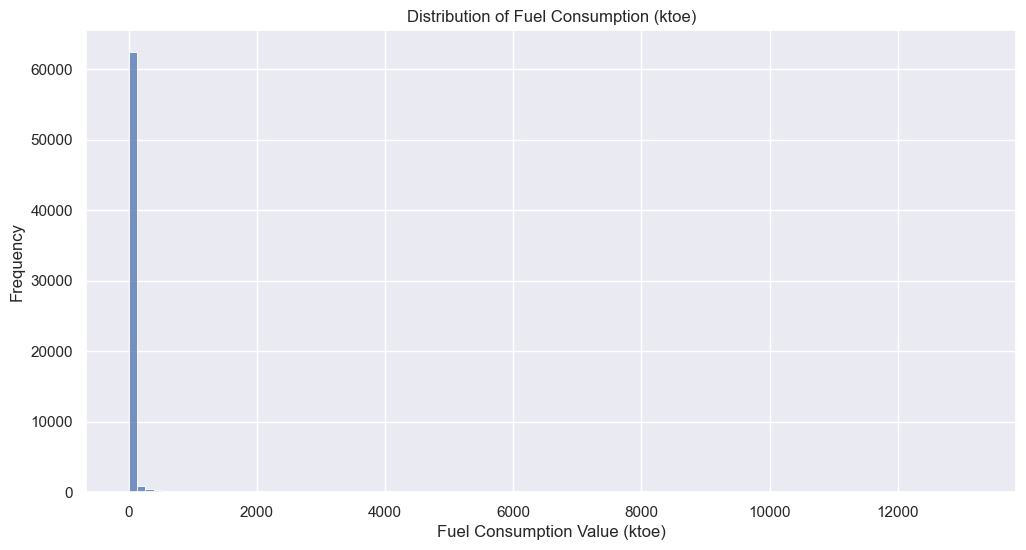 Distribution of Fuel Consumption (ktoe)
60000
50000
40000
30000
20000
10000
0
Frequency
0 2000 4000 6000 8000 10000 12000
Fuel Consumption Value (ktoe)